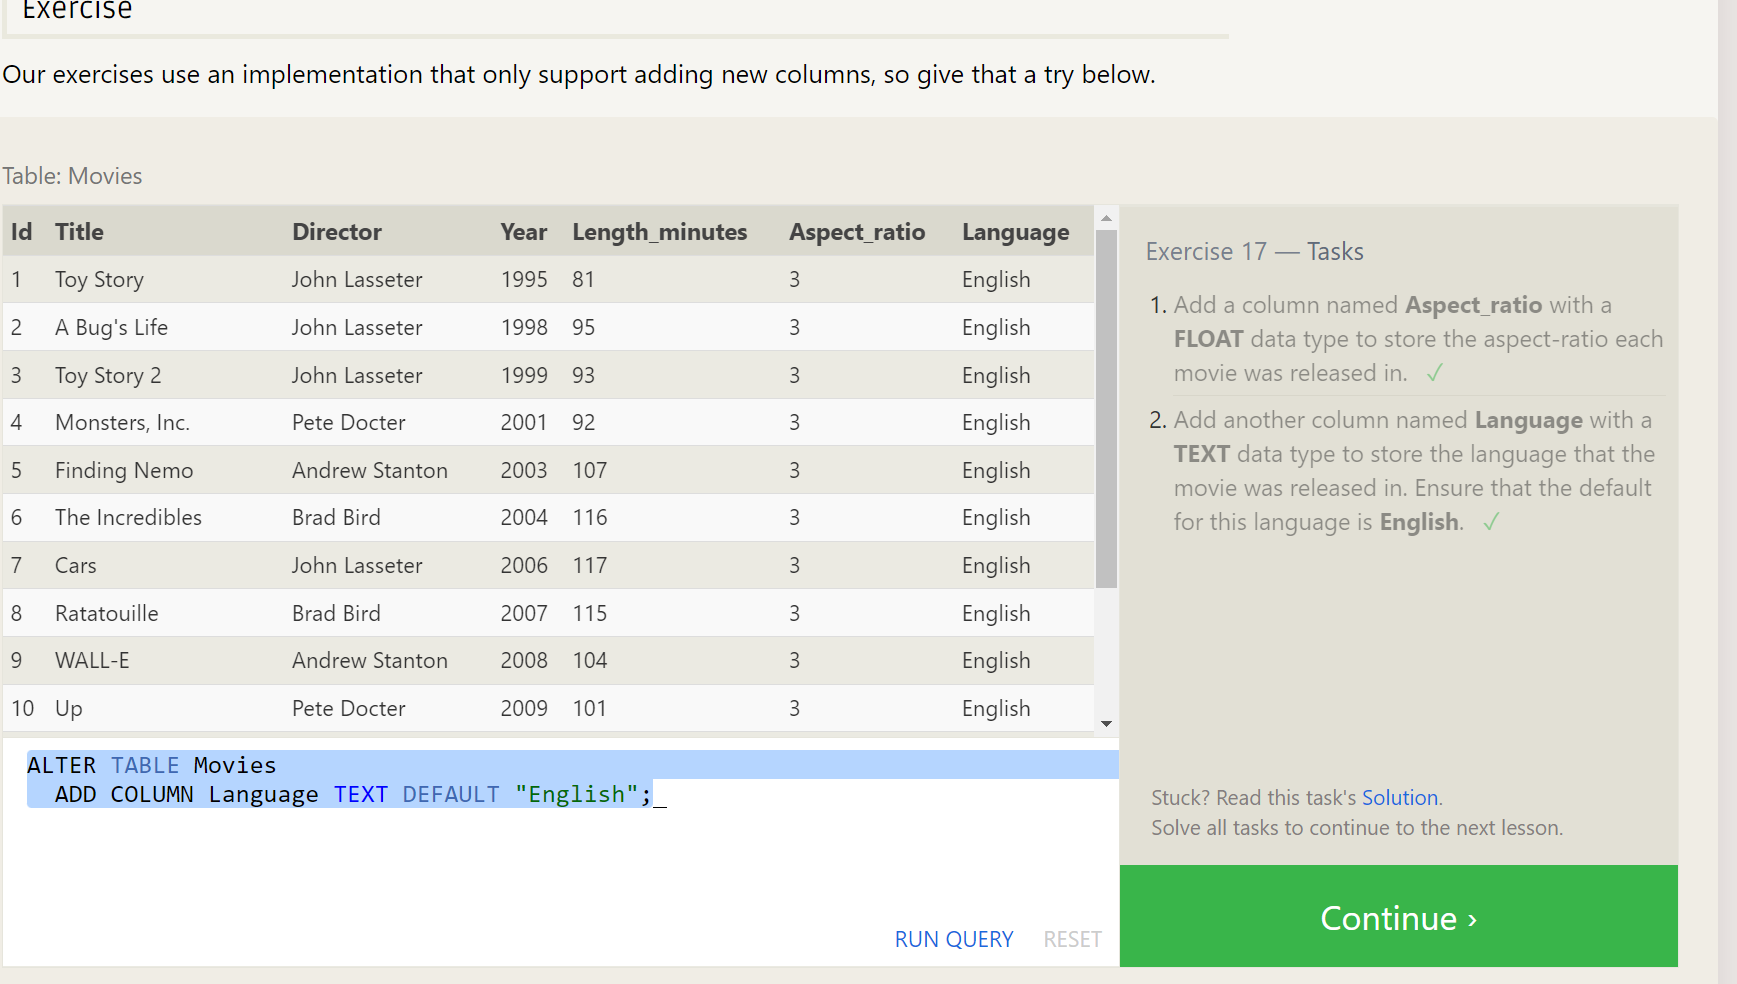 Exercise
Our exercises use an implementation that only support adding new columns, so give that a try below.
Table: Movies
Id Title Director Year Length_minutes Aspect_ratio Language
1 Toy Story John Lasseter 1995 81 3 English
2 A Bug's Life John Lasseter 1998 95 3 English
3 Toy Story 2 John Lasseter 1999 93 3 English
4 Monsters, Inc. Pete Docter 2001 92 3 English
5 Finding Nemo Andrew Stanton 2003 107 3 English
6 The Incredibles Brad Bird 2004 116 3 English
7 Cars John Lasseter 2006 117 3 English
8 Ratatouille Brad Bird 2007 115 3 English
9 WALL-E Andrew Stanton 2008 104 3 English
10 Up Pete Docter 2009 101 3 English
ALTER TABLE Movies
ADD COLUMN Language TEXT DEFAULT "English";
RUN QUERY RESET
Exercise 17 — Tasks
1. Add a column named Aspect_ratio with a
FLOAT data type to store the aspect-ratio each
movie was released in. ✓
2. Add another column named Language with a
TEXT data type to store the language that the
movie was released in. Ensure that the default
for this language is English. ✓
Stuck? Read this task's Solution.
Solve all tasks to continue to the next lesson.
Continue ›